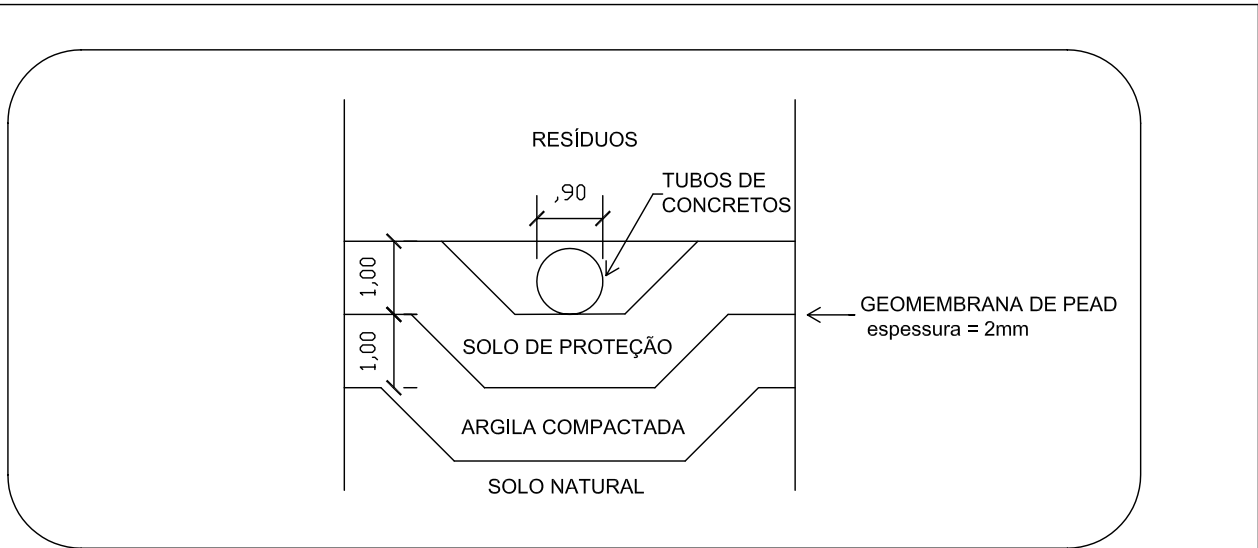 RESÍDUOS
,90
TUBOS DE
CONCRETOS
1,00
GEOMEMBRANA DE PEAD
espessura = 2mm
1,00
SOLO DE PROTEÇÃO
ARGILA COMPACTADA
SOLO NATURAL